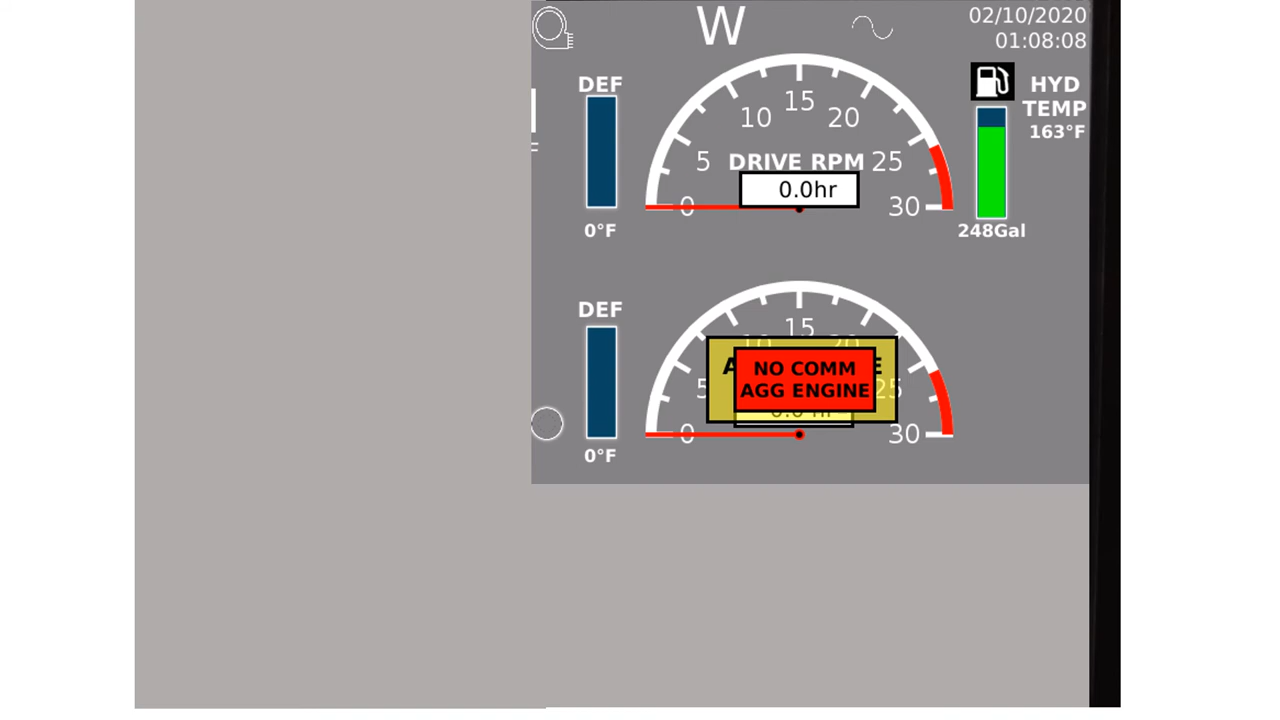 W
02/10/2020
01:08:08
DEF
0°F
10
15
20
5
DRIVE RPM
25
0.0hr
0
30
HYD
TEMP
163°F
248Gal
F
DEF
0°F
15
5
25
NO COMM
AGG ENGINE
0
30